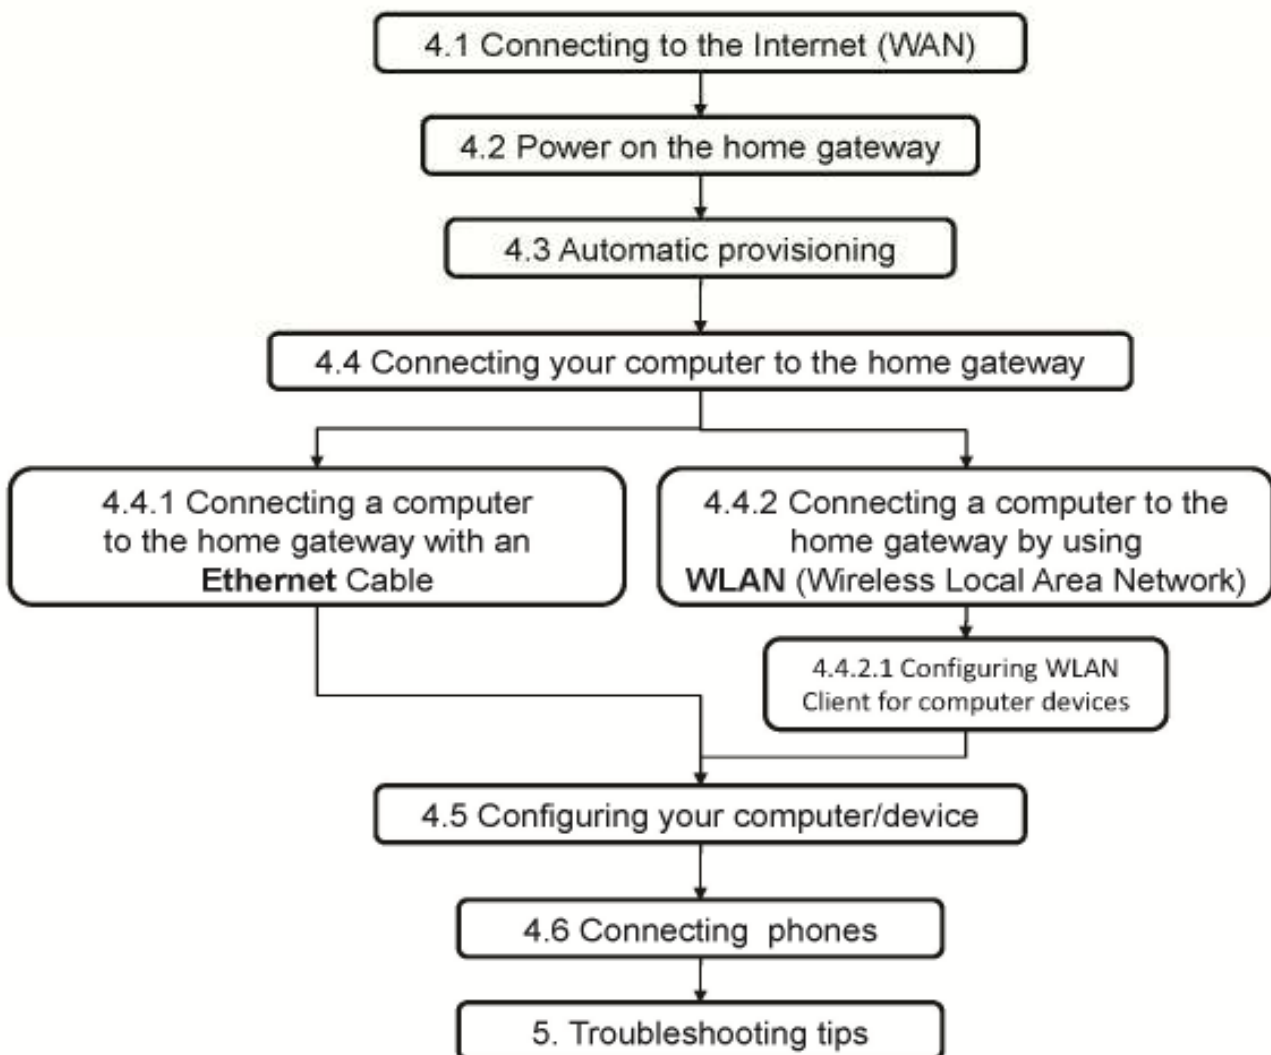 4.1 Connecting to the Internet (WAN)
4.2 Power on the home gateway
4.3 Automatic provisioning
4.4 Connecting your computer to the home gateway
4.4.1 Connecting a computer
to the home gateway with an
Ethernet Cable
4.4.2 Connecting a computer to the
home gateway by using
WLAN (Wireless Local Area Network)
4.4.2.1 Configuring WLAN
Client for computer devices
4.5 Configuring your computer/device
4.6 Connecting phones
5. Troubleshooting tips